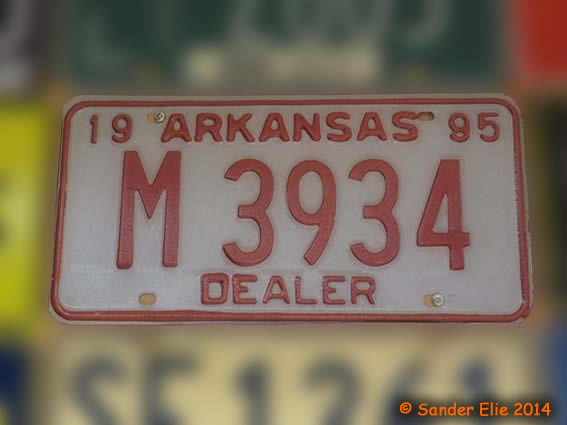 19 ARKANSAS 95
M 3934
DEALER
© Sander Elie 2014